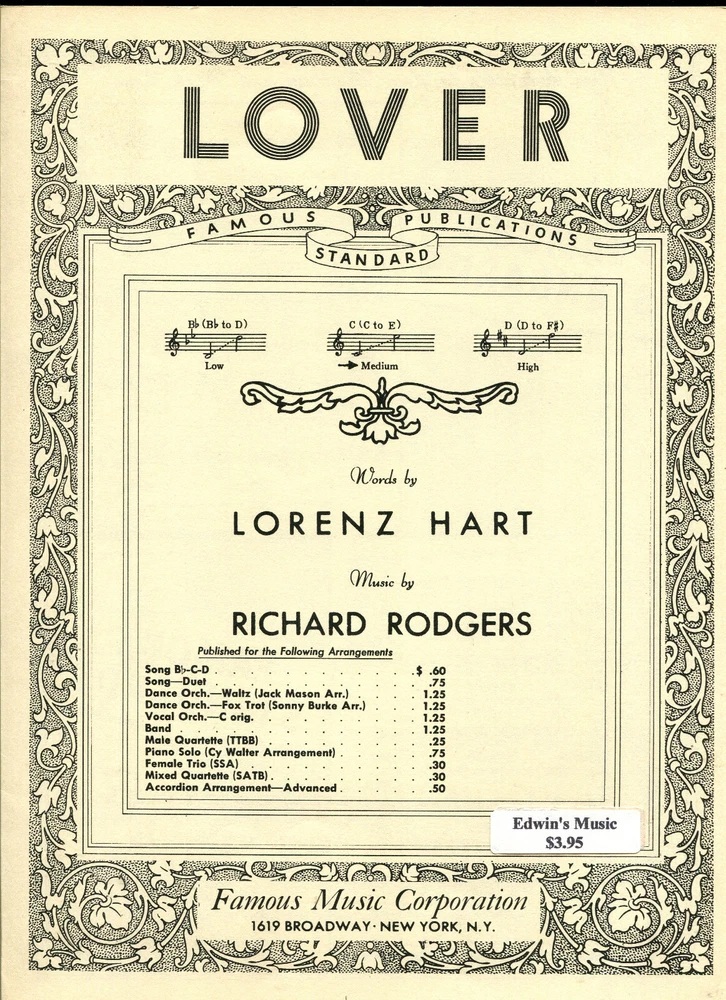 LOVER
FAMOUS STANDARD PUBLICATIONS
B♭ (B♭ to D) C (C to E) D (D to F♯)
Low Medium High
Words by
LORENZ HART
Music by
RICHARD RODGERS
Published for the Following Arrangements
Song B♭-C-D . . . . . . . . . . . . $ .60
Song—Duet . . . . . . . . . . . . .75
Dance Orch.—Waltz (Jack Mason Arr.) . . . . 1.25
Dance Orch.—Fox Trot (Sonny Burke Arr.) . . . 1.25
Vocal Orch.—C orig. . . . . . . . . . 1.25
Band . . . . . . . . . . . . . 1.25
Male Quartette (TTBB) . . . . . . . . . .25
Piano Solo (Cy Walter Arrangement) . . . . . .75
Female Trio (SSA) . . . . . . . . . . .30
Mixed Quartette (SATB) . . . . . . . . . .30
Accordion Arrangement—Advanced . . . . . .50
Edwin's Music
$3.95
Famous Music Corporation
1619 BROADWAY · NEW YORK, N.Y.